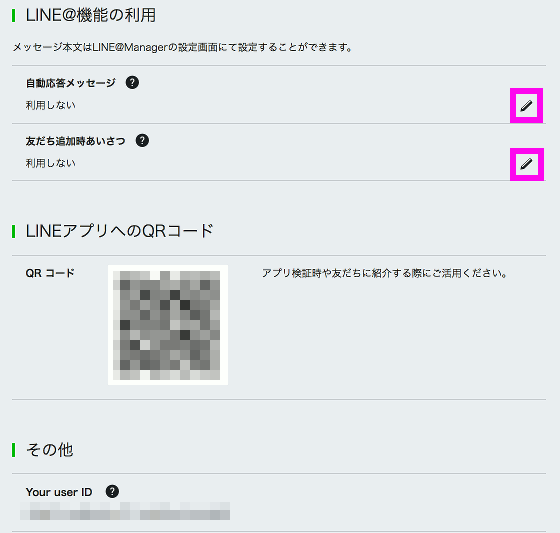 LINE@機能の利用
メッセージ本文はLINE@Managerの設定画面にて設定することができます。
自動応答メッセージ ?
利用しない
友だち追加時あいさつ ?
利用しない
LINEアプリへのQRコード
QR コード
アプリ検証時や友だちに紹介する際にご活用ください。
その他
Your user ID ?